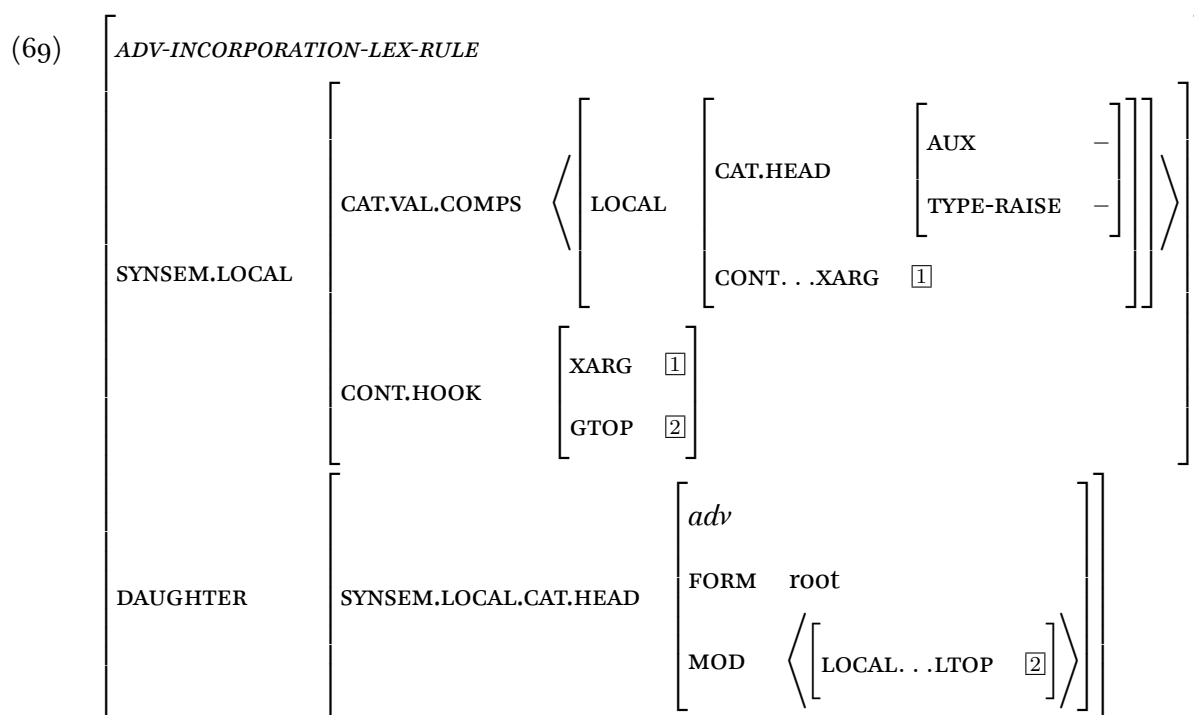 (69) ADV-INCORPORATION-LEX-RULE
AUX –
CAT.HEAD
CAT.VAL.COMPS ⟨ LOCAL TYPE-RAISE – ⟩
SYNSEM.LOCAL CONT. . .XARG 1
XARG 1
CONT.HOOK
GTOP 2
adv
FORM root
DAUGHTER SYNSEM.LOCAL.CAT.HEAD
MOD ⟨ LOCAL. . .LTOP 2 ⟩